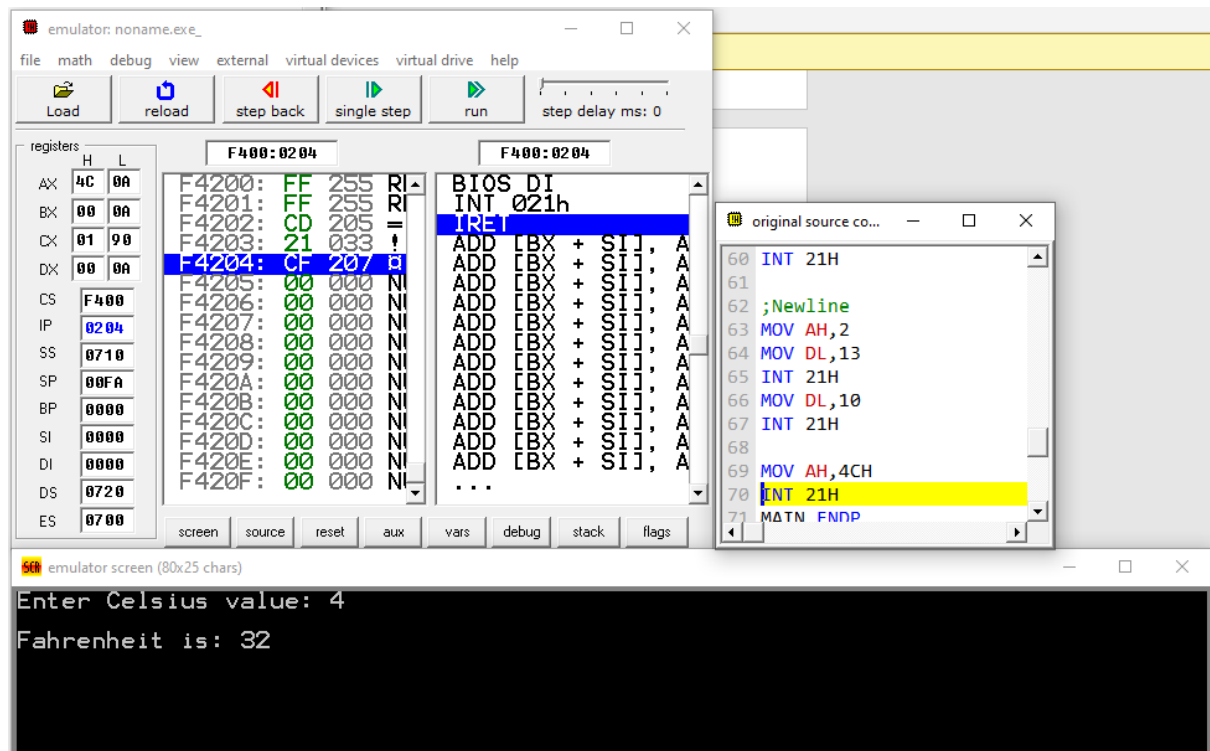 emulator: noname.exe_
file math debug view external virtual devices virtual drive help
Load reload step back single step run step delay ms: 0
registers
H L
F400:0204 F400:0204
AX 4C 0A
BX 00 0A
CX 01 90
DX 00 0A
CS F400
IP 0204
SS 0710
SP 00FA
BP 0000
SI 0000
DI 0000
DS 0720
ES 0700
F4200: FF 255
F4201: FF 255
F4202: CD 205 =
F4203: 21 033 !
F4204: CF 207 ¤
F4205: 00 000
F4206: 00 000
F4207: 00 000
F4208: 00 000
F4209: 00 000
F420A: 00 000
F420B: 00 000
F420C: 00 000
F420D: 00 000
F420E: 00 000
F420F: 00 000
BIOS DI
INT 021h
IRET
ADD [BX + SI], A
ADD [BX + SI], A
ADD [BX + SI], A
ADD [BX + SI], A
ADD [BX + SI], A
ADD [BX + SI], A
ADD [BX + SI], A
ADD [BX + SI], A
ADD [BX + SI], A
ADD [BX + SI], A
ADD [BX + SI], A
ADD [BX + SI], A
...
screen source reset aux vars debug stack flags
original source co...
60 INT 21H
61
62 ;Newline
63 MOV AH,2
64 MOV DL,13
65 INT 21H
66 MOV DL,10
67 INT 21H
68
69 MOV AH,4CH
70 INT 21H
71 MAIN ENDP
SCR emulator screen (80x25 chars)
Enter Celsius value: 4
Fahrenheit is: 32